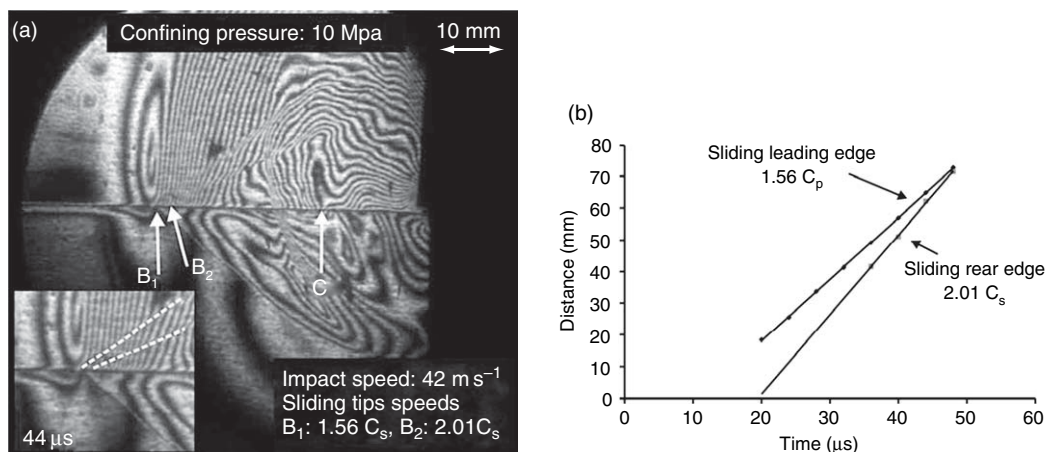 (a)
Confining pressure: 10 Mpa
10 mm
B1
B2
C
44 μs
Impact speed: 42 m s−1
Sliding tips speeds
B1: 1.56 Cs, B2: 2.01Cs
(b)
80
70
60
50
40
30
20
10
0
Distance (mm)
Sliding leading edge
1.56 Cp
Sliding rear edge
2.01 Cs
0
10
20
30
40
50
60
Time (μs)